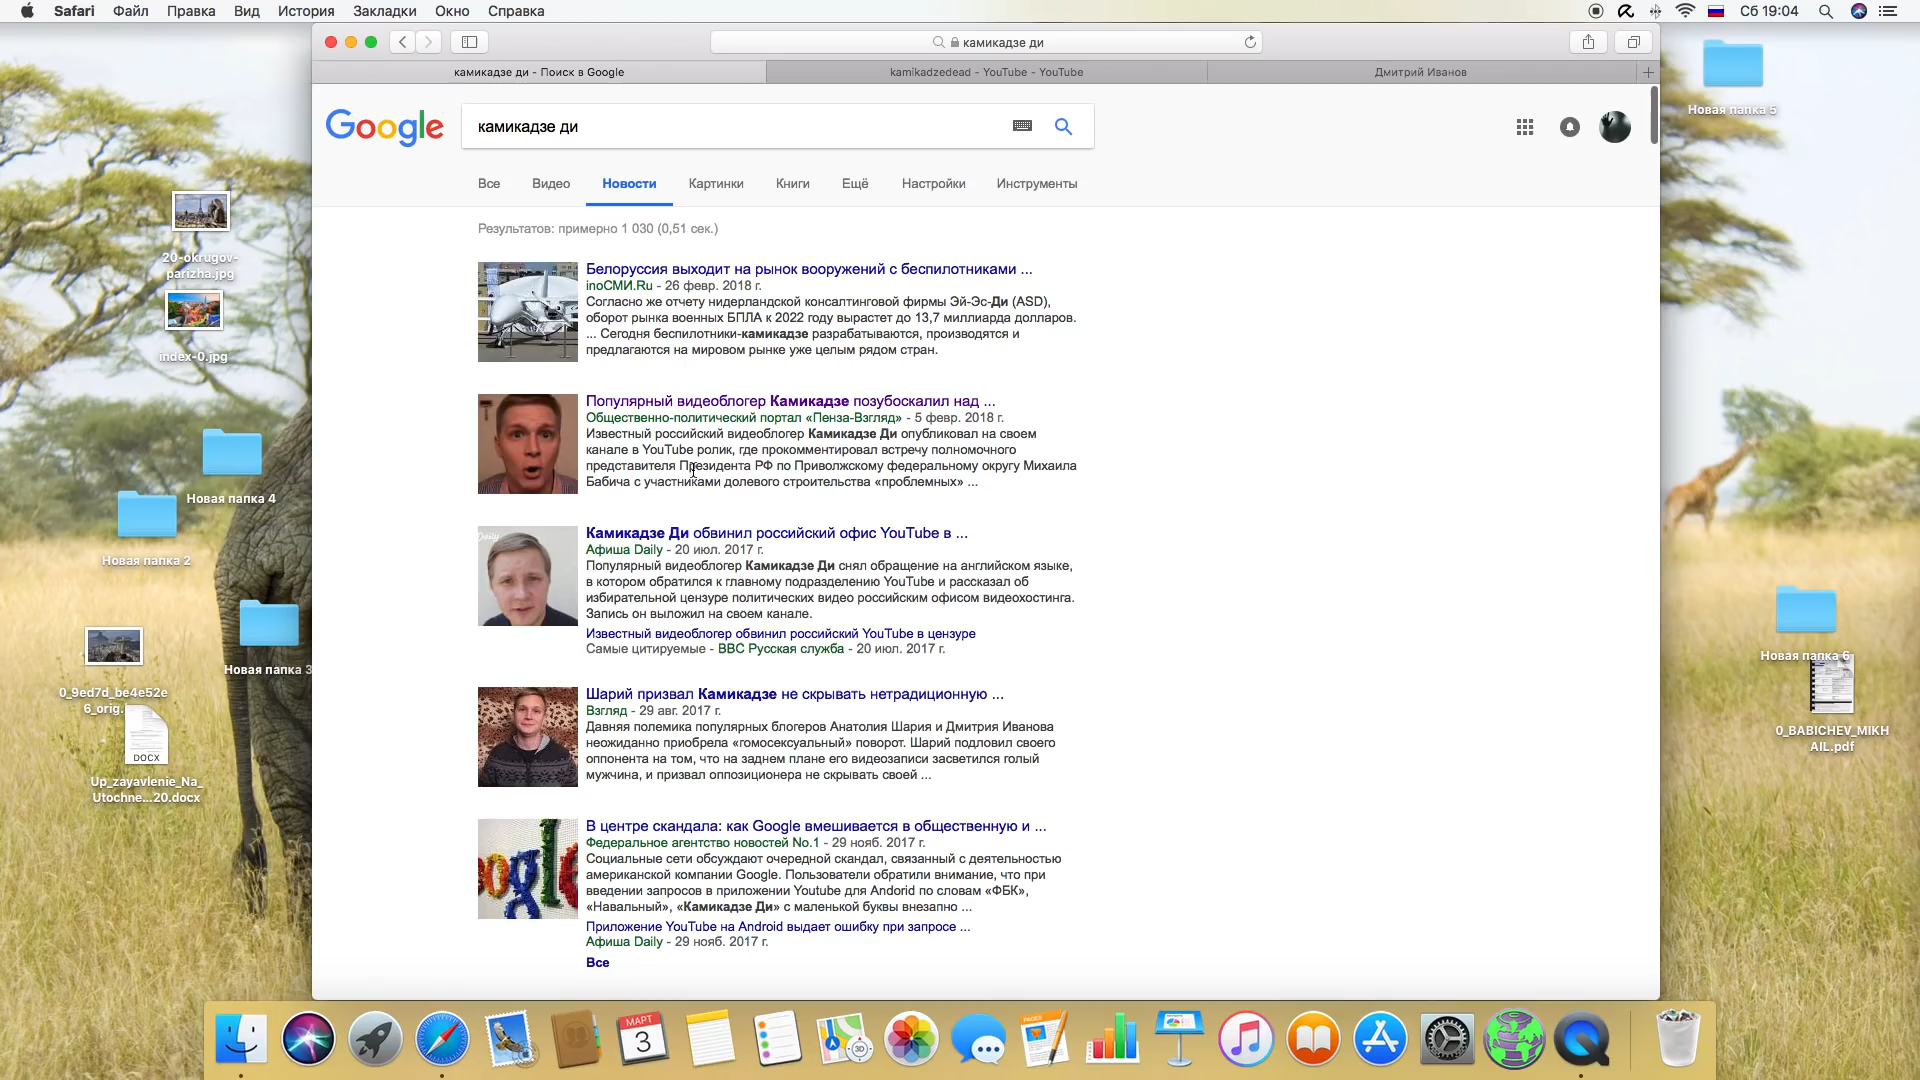 Safari Файл Правка Вид История Закладки Окно Справка Сб 19:04
камикадзе ди
камикадзе ди - Поиск в Google kamikadzedead - YouTube - YouTube Дмитрий Иванов
Google камикадзе ди
Все Видео Новости Картинки Книги Ещё Настройки Инструменты
Результатов: примерно 1 030 (0,51 сек.)
Белоруссия выходит на рынок вооружений с беспилотниками ...
inoСМИ.Ru - 26 февр. 2018 г.
Согласно же отчету нидерландской консалтинговой фирмы Эй-Эс-Ди (ASD),
оборот рынка военных БПЛА к 2022 году вырастет до 13,7 миллиарда долларов.
... Сегодня беспилотники-камикадзе разрабатываются, производятся и
предлагаются на мировом рынке уже целым рядом стран.
Популярный видеоблогер Камикадзе позубоскалил над ...
Общественно-политический портал «Пенза-Взгляд» - 5 февр. 2018 г.
Известный российский видеоблогер Камикадзе Ди опубликовал на своем
канале в YouTube ролик, где прокомментировал встречу полномочного
представителя Президента РФ по Приволжскому федеральному округу Михаила
Бабича с участниками долевого строительства «проблемных» ...
Камикадзе Ди обвинил российский офис YouTube в ...
Афиша Daily - 20 июл. 2017 г.
Популярный видеоблогер Камикадзе Ди снял обращение на английском языке,
в котором обратился к главному подразделению YouTube и рассказал об
избирательной цензуре политических видео российским офисом видеохостинга.
Запись он выложил на своем канале.
Известный видеоблогер обвинил российский YouTube в цензуре
Самые цитируемые - BBC Русская служба - 20 июл. 2017 г.
Шарий призвал Камикадзе не скрывать нетрадиционную ...
Взгляд - 29 авг. 2017 г.
Давняя полемика популярных блогеров Анатолия Шария и Дмитрия Иванова
неожиданно приобрела «гомосексуальный» поворот. Шарий подловил своего
оппонента на том, что на заднем плане его видеозаписи засветился голый
мужчина, и призвал оппозиционера не скрывать своей ...
В центре скандала: как Google вмешивается в общественную и ...
Федеральное агентство новостей No.1 - 29 нояб. 2017 г.
Социальные сети обсуждают очередной скандал, связанный с деятельностью
американской компании Google. Пользователи обратили внимание, что при
введении запросов в приложении Youtube для Andorid по словам «ФБК»,
«Навальный», «Камикадзе Ди» с маленькой буквы внезапно ...
Приложение YouTube на Android выдает ошибку при запросе ...
Афиша Daily - 29 нояб. 2017 г.
Все
20-okrugov-
parizha.jpg
index-0.jpg
Новая папка 4
Новая папка 2
Новая папка 3
0_9ed7d_be4e52e
6_orig.
DOCX
Up_zayavlenie_Na_
Utochne...20.docx
Новая папка 5
Новая папка 6
0_BABICHEV_MIKH
AIL.pdf
МАРТ
3
3D
PAGES